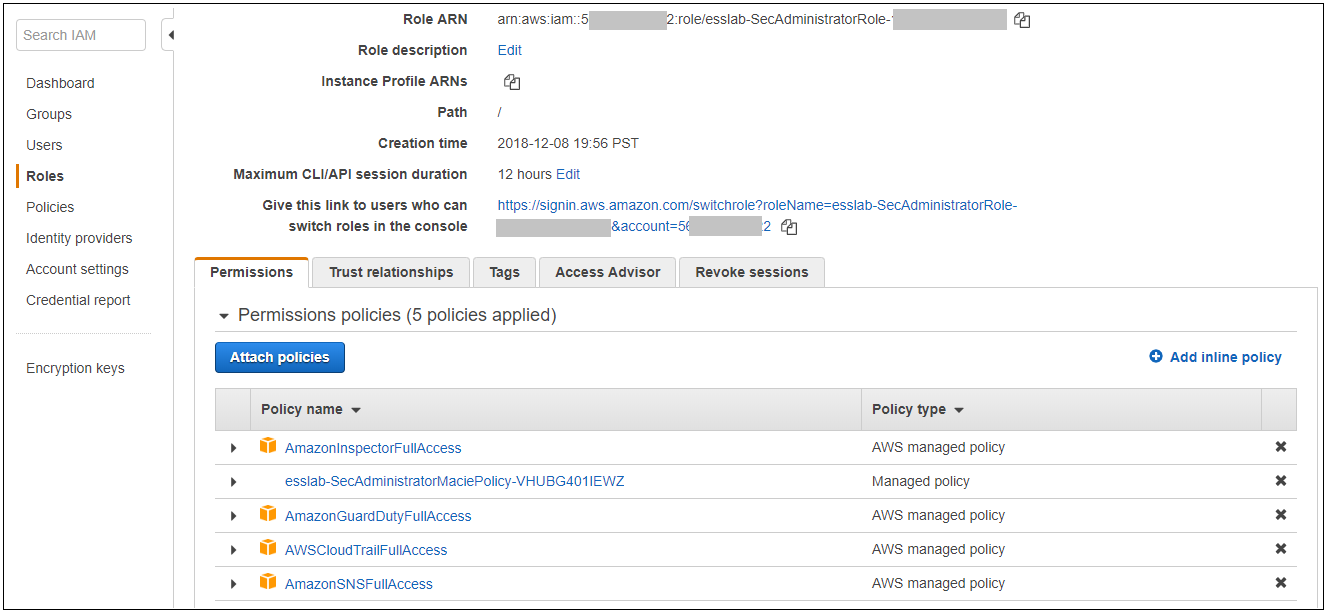 Search IAM
Dashboard
Groups
Users
Roles
Policies
Identity providers
Account settings
Credential report
Encryption keys
Role ARN arn:aws:iam::5 2:role/esslab-SecAdministratorRole-
Role description Edit
Instance Profile ARNs
Path /
Creation time 2018-12-08 19:56 PST
Maximum CLI/API session duration 12 hours Edit
Give this link to users who can https://signin.aws.amazon.com/switchrole?roleName=esslab-SecAdministratorRole-
switch roles in the console &account=56 2
Permissions Trust relationships Tags Access Advisor Revoke sessions
Permissions policies (5 policies applied)
Attach policies Add inline policy
Policy name Policy type
AmazonInspectorFullAccess AWS managed policy
esslab-SecAdministratorMaciePolicy-VHUBG401IEWZ Managed policy
AmazonGuardDutyFullAccess AWS managed policy
AWSCloudTrailFullAccess AWS managed policy
AmazonSNSFullAccess AWS managed policy